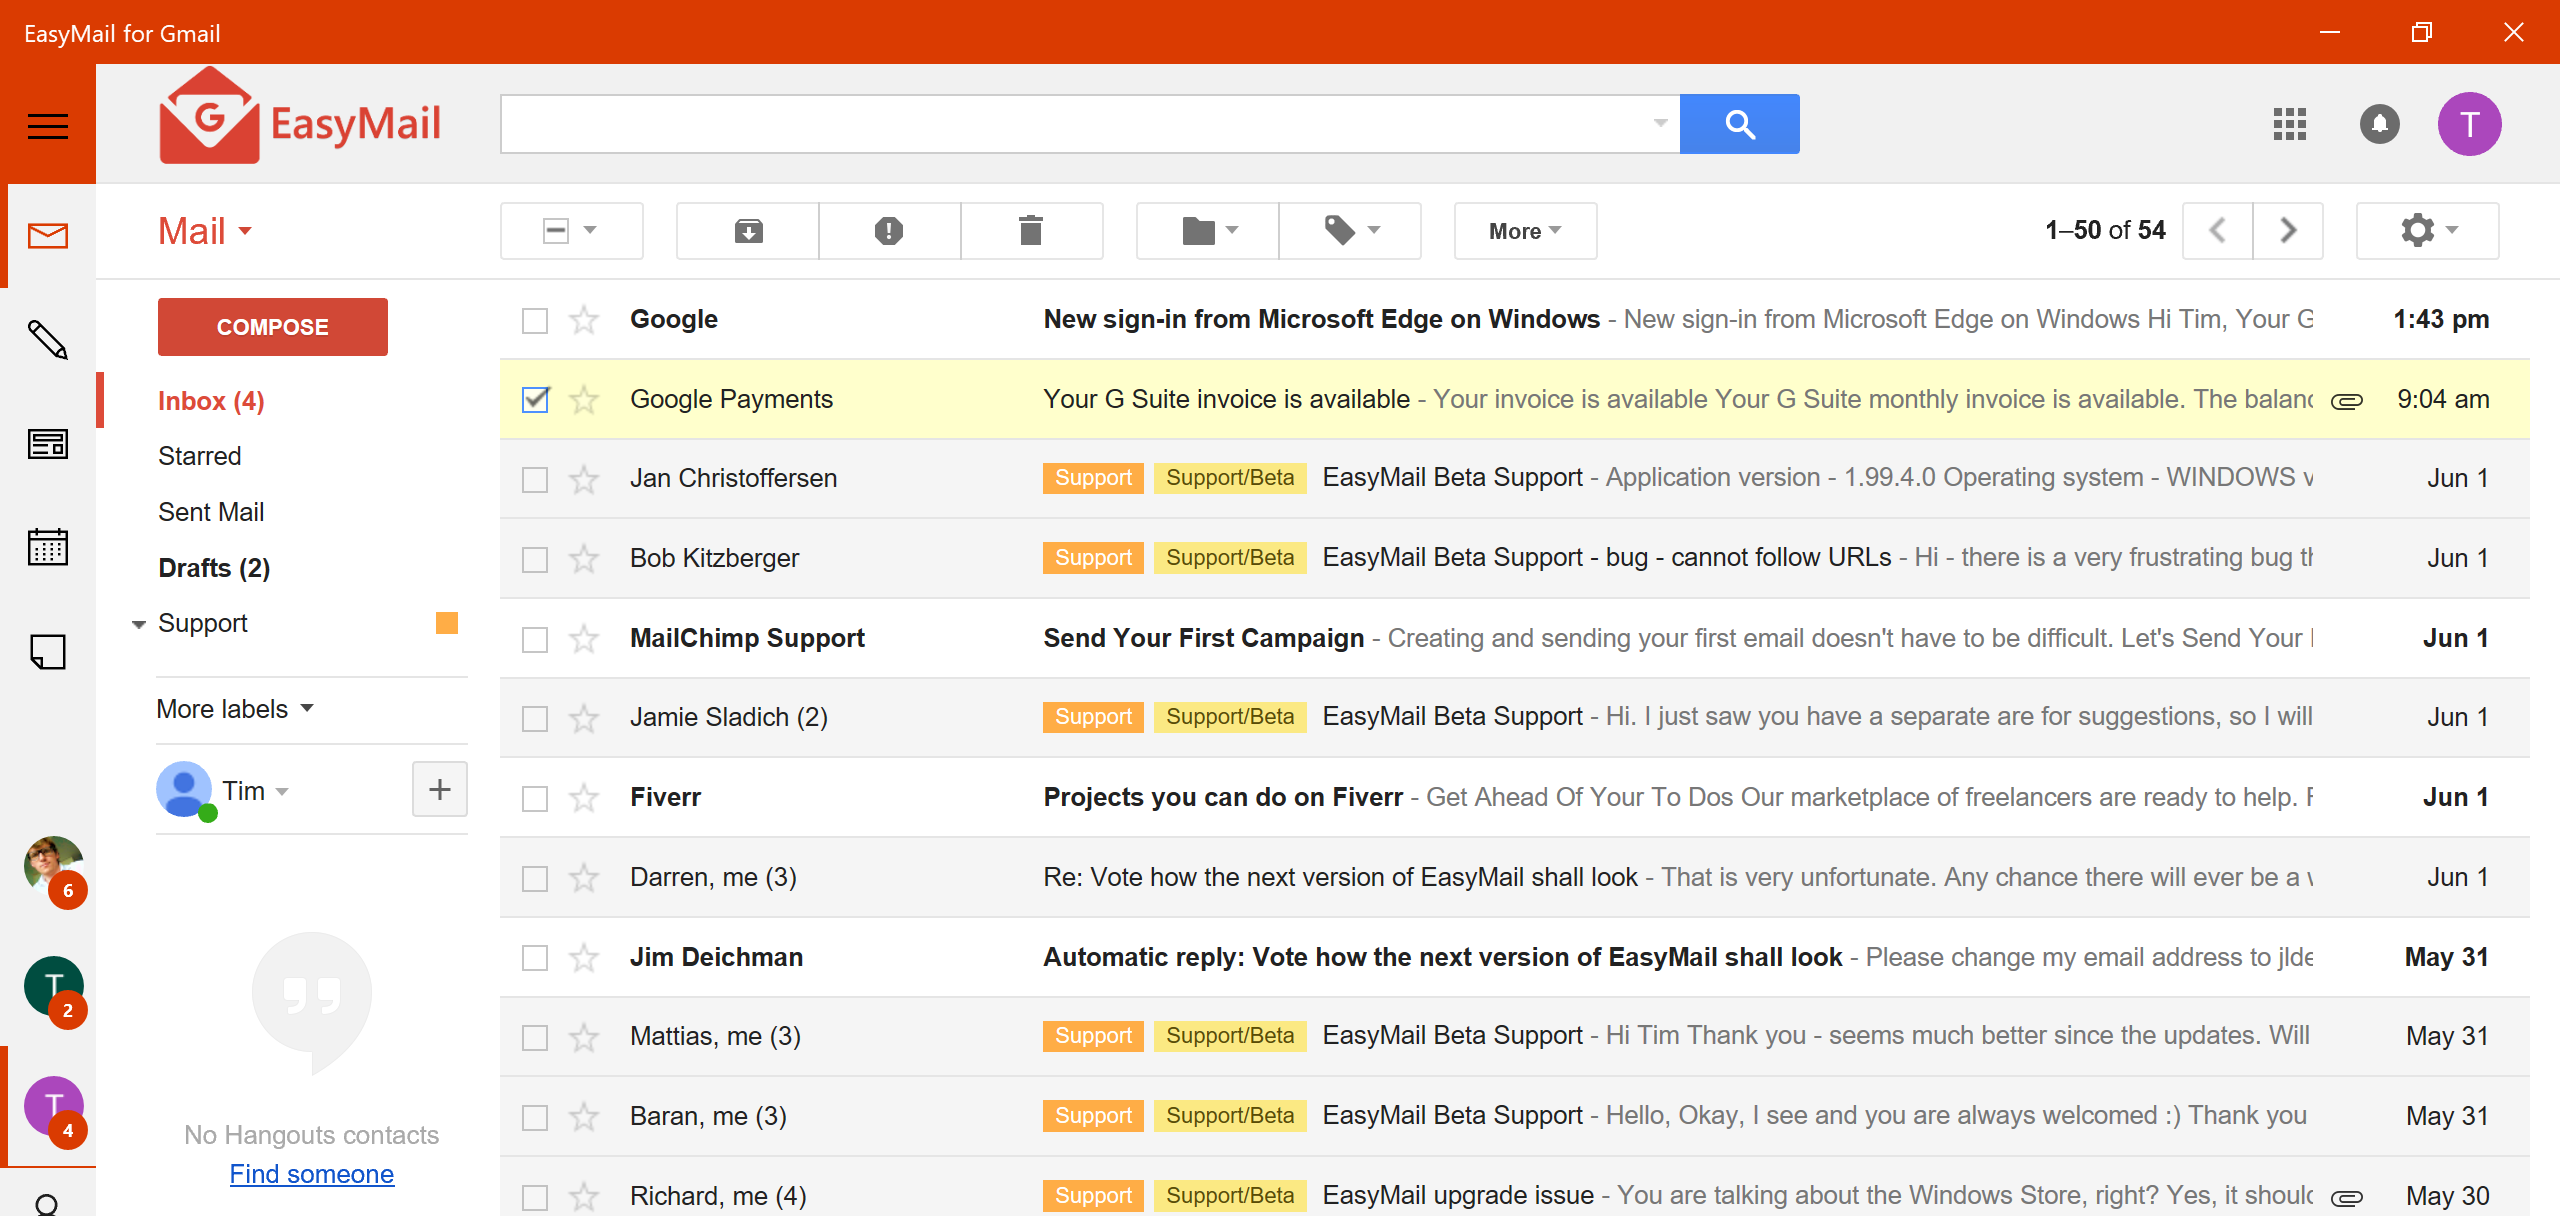 EasyMail for Gmail
G EasyMail
T
Mail
More
1–50 of 54
COMPOSE
Inbox (4)
Starred
Sent Mail
Drafts (2)
Support
More labels
Tim
+
6
T
2
T
4
No Hangouts contacts
Find someone
Google New sign-in from Microsoft Edge on Windows - New sign-in from Microsoft Edge on Windows Hi Tim, Your G 1:43 pm
Google Payments Your G Suite invoice is available - Your invoice is available Your G Suite monthly invoice is available. The balanc 9:04 am
Jan Christoffersen Support Support/Beta EasyMail Beta Support - Application version - 1.99.4.0 Operating system - WINDOWS v Jun 1
Bob Kitzberger Support Support/Beta EasyMail Beta Support - bug - cannot follow URLs - Hi - there is a very frustrating bug th Jun 1
MailChimp Support Send Your First Campaign - Creating and sending your first email doesn't have to be difficult. Let's Send Your Jun 1
Jamie Sladich (2) Support Support/Beta EasyMail Beta Support - Hi. I just saw you have a separate are for suggestions, so I will Jun 1
Fiverr Projects you can do on Fiverr - Get Ahead Of Your To Dos Our marketplace of freelancers are ready to help. Jun 1
Darren, me (3) Re: Vote how the next version of EasyMail shall look - That is very unfortunate. Any chance there will ever be a Jun 1
Jim Deichman Automatic reply: Vote how the next version of EasyMail shall look - Please change my email address to jlde May 31
Mattias, me (3) Support Support/Beta EasyMail Beta Support - Hi Tim Thank you - seems much better since the updates. Will May 31
Baran, me (3) Support Support/Beta EasyMail Beta Support - Hello, Okay, I see and you are always welcomed :) Thank you May 31
Richard, me (4) Support Support/Beta EasyMail upgrade issue - You are talking about the Windows Store, right? Yes, it should May 30